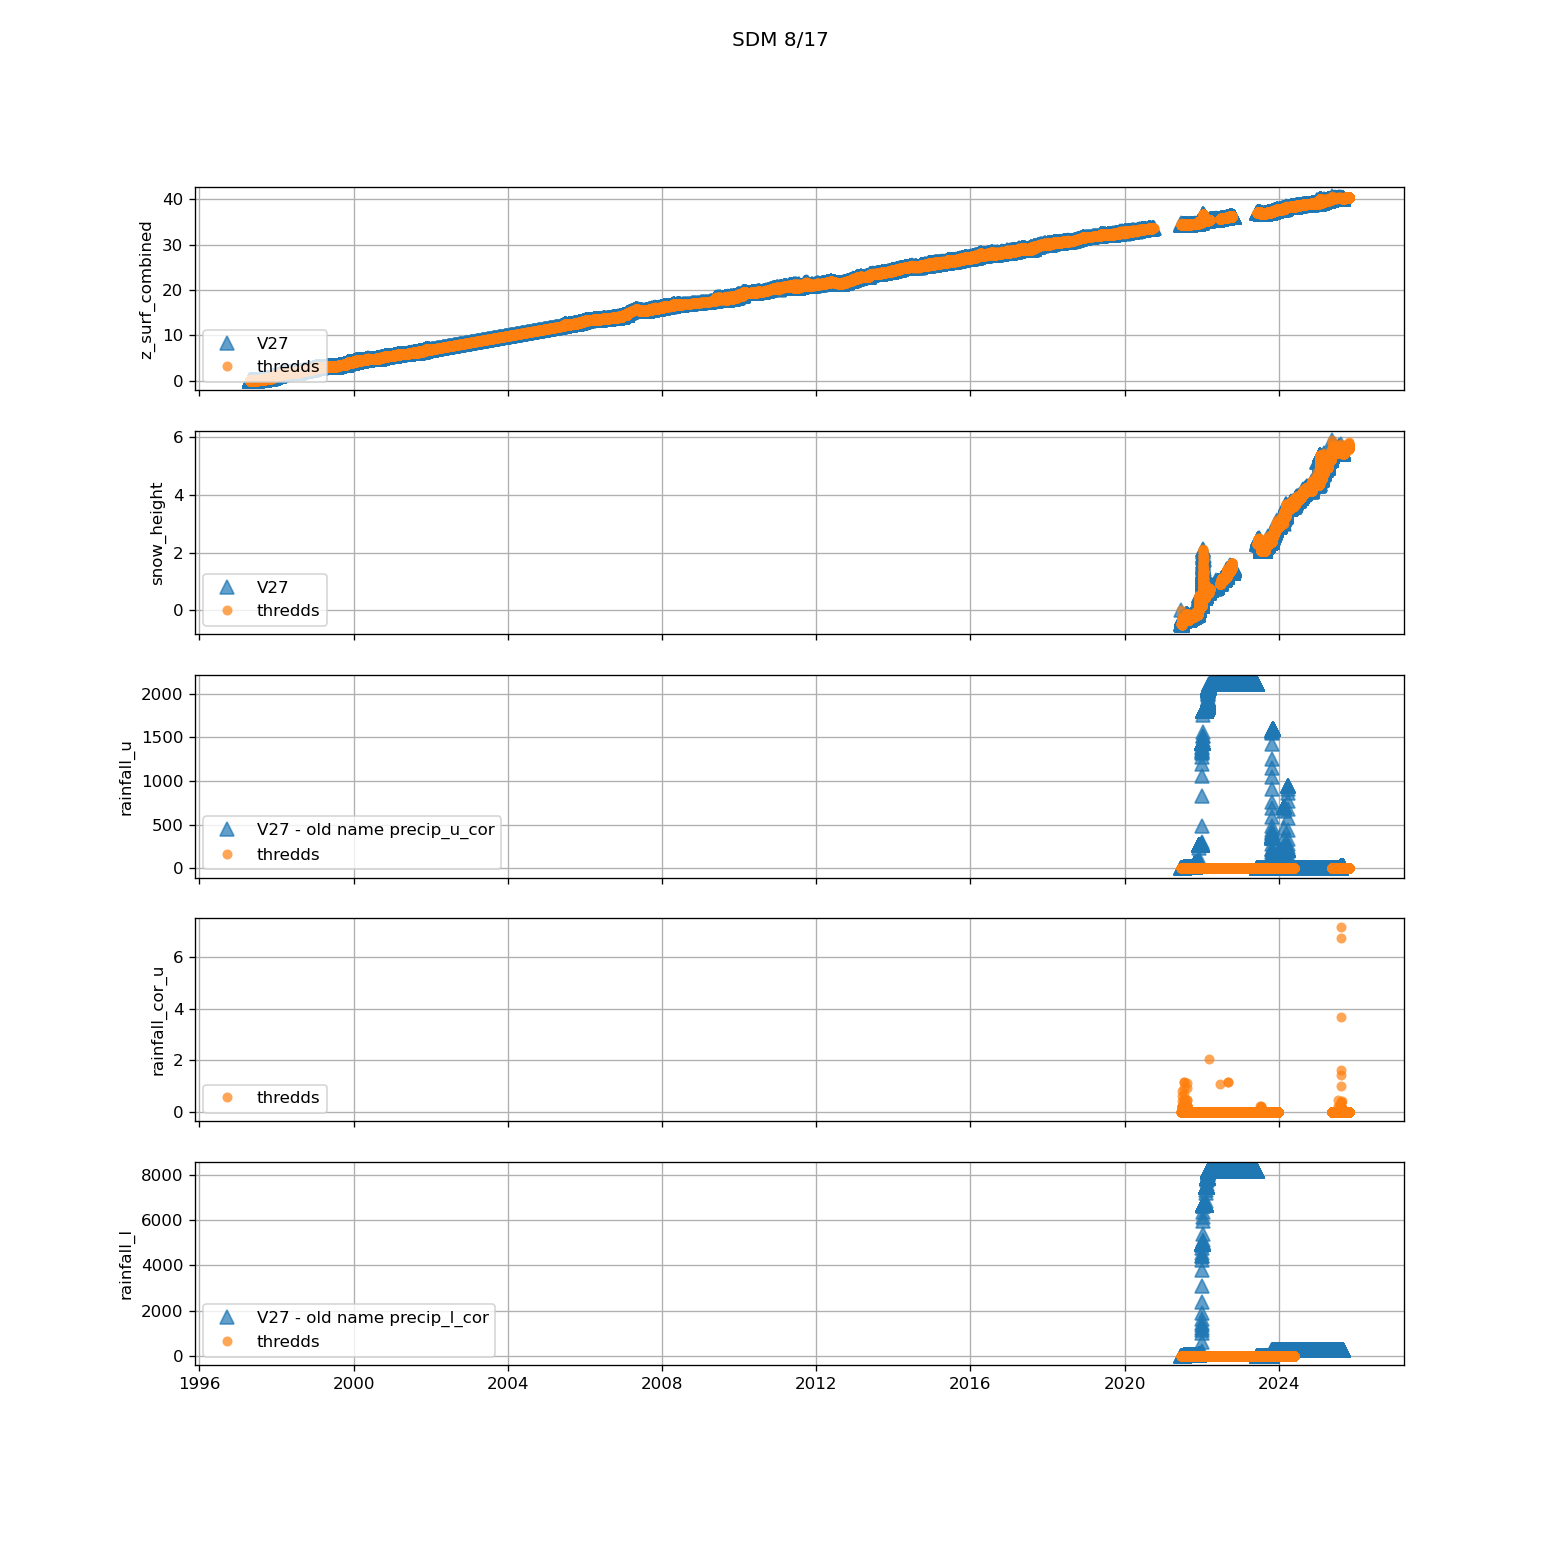 SDM 8/17
z_surf_combined
40
30
20
10
0
V27
thredds
snow_height
6
4
2
0
V27
thredds
rainfall_u
2000
1500
1000
500
0
V27 - old name precip_u_cor
thredds
rainfall_cor_u
6
4
2
0
thredds
rainfall_l
8000
6000
4000
2000
0
V27 - old name precip_l_cor
thredds
1996 2000 2004 2008 2012 2016 2020 2024